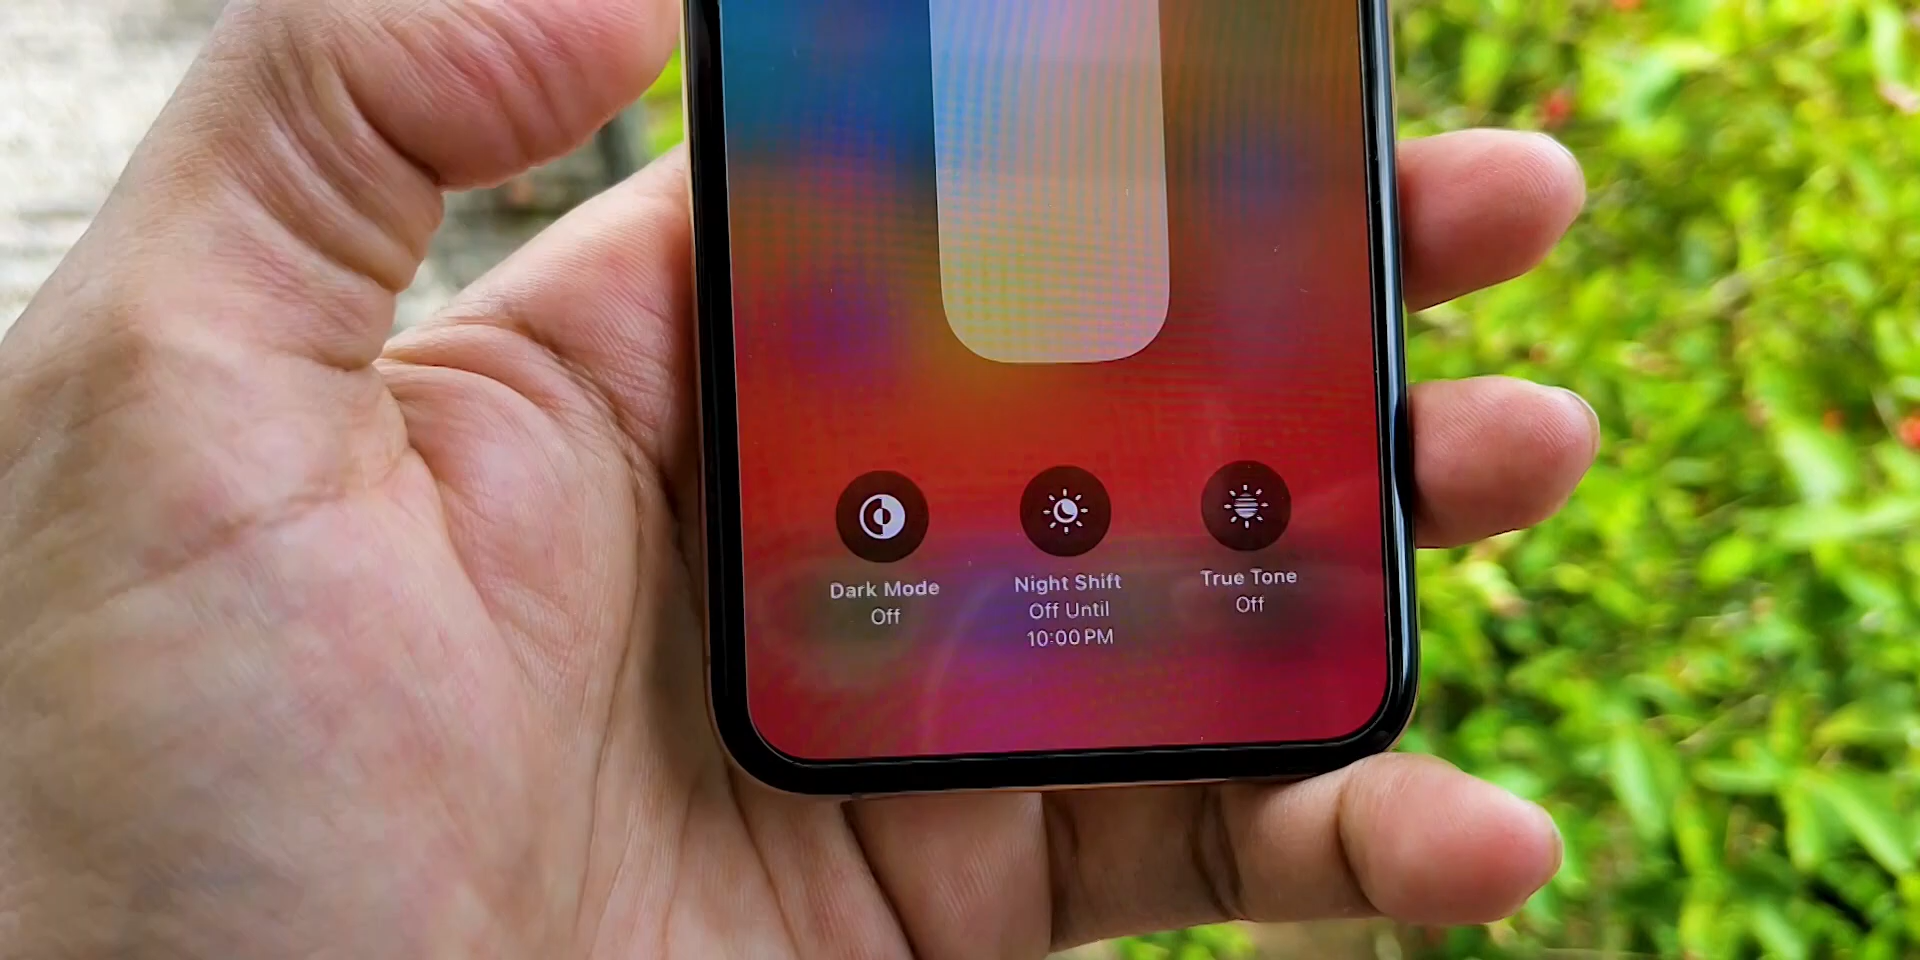 Dark Mode
Off
Night Shift
Off Until
10:00 PM
True Tone
Off